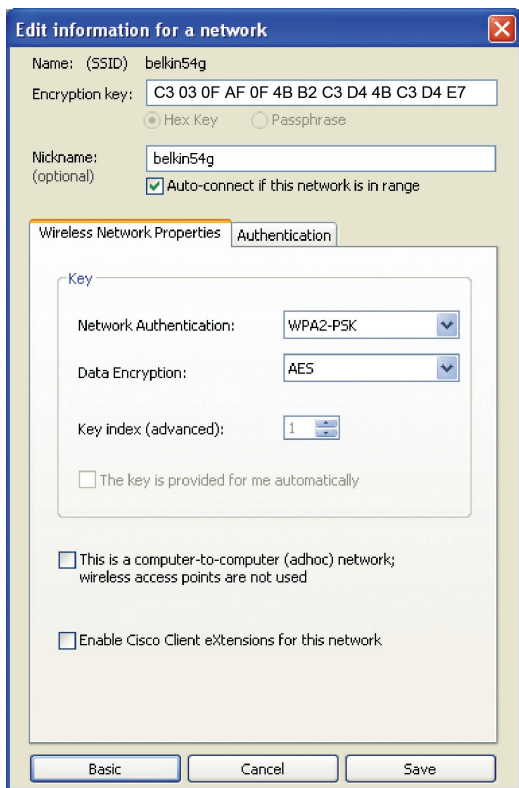 Edit information for a network
Name: (SSID) belkin54g
Encryption key: C3 03 0F AF 0F 4B B2 C3 D4 4B C3 D4 E7
Hex Key Passphrase
Nickname: belkin54g
(optional)
Auto-connect if this network is in range
Wireless Network Properties Authentication
Key
Network Authentication: WPA2-PSK
Data Encryption: AES
Key index (advanced): 1
The key is provided for me automatically
This is a computer-to-computer (adhoc) network;
wireless access points are not used
Enable Cisco Client eXtensions for this network
Basic Cancel Save